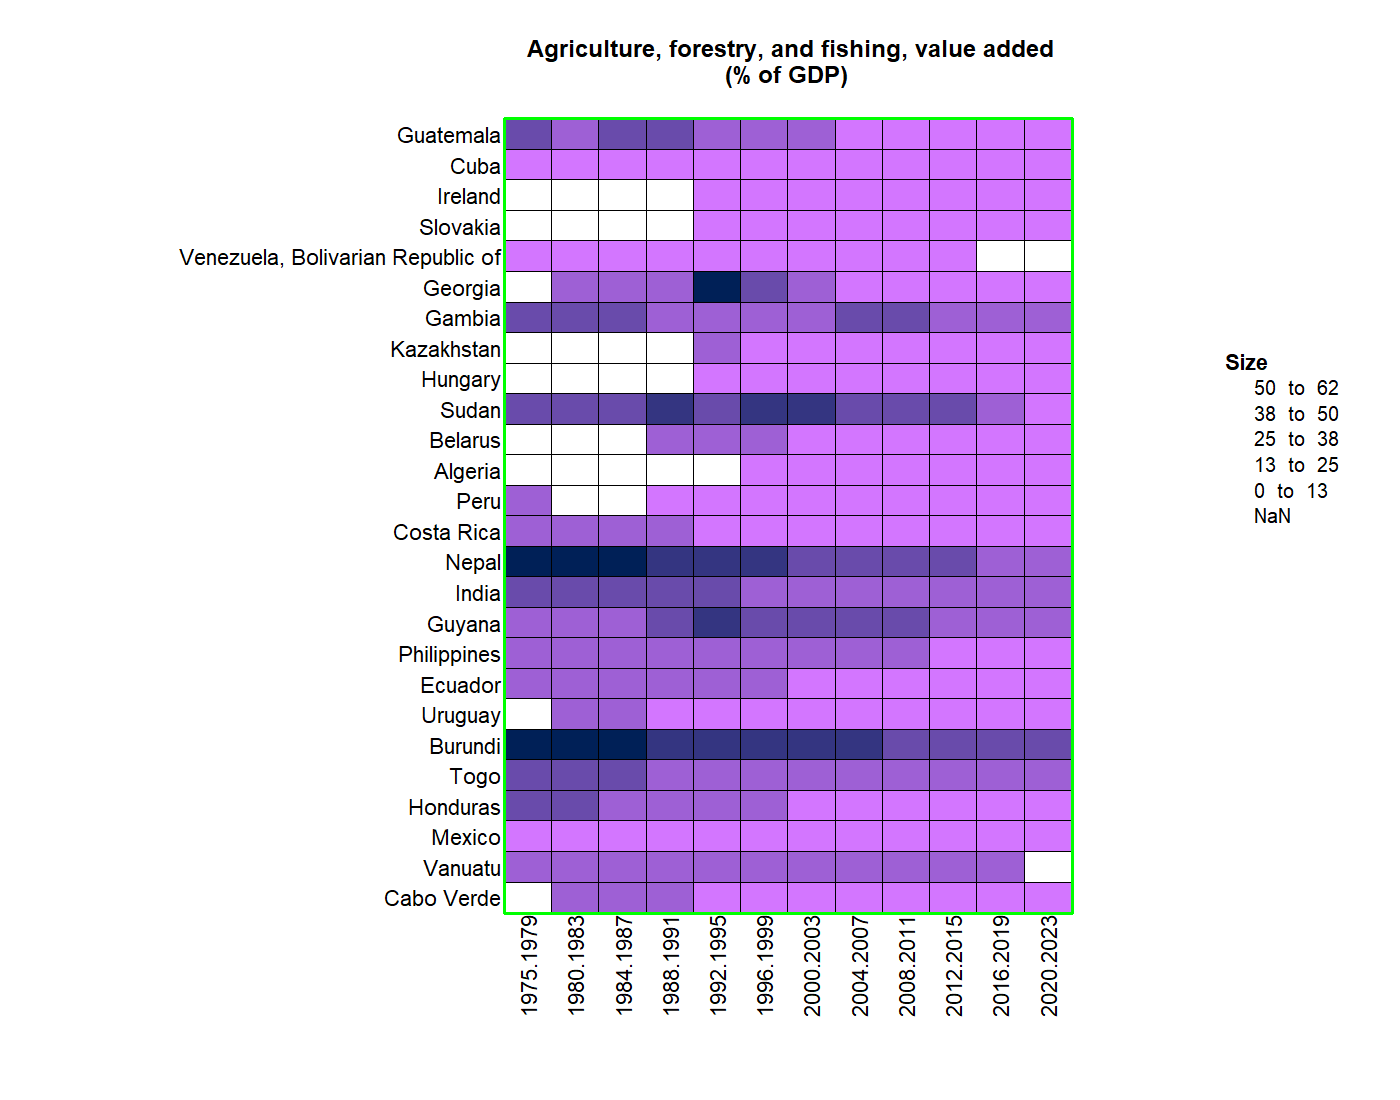 Agriculture, forestry, and fishing, value added
(% of GDP)
Guatemala
Cuba
Ireland
Slovakia
Venezuela, Bolivarian Republic of
Georgia
Gambia
Kazakhstan
Hungary
Sudan
Belarus
Algeria
Peru
Costa Rica
Nepal
India
Guyana
Philippines
Ecuador
Uruguay
Burundi
Togo
Honduras
Mexico
Vanuatu
Cabo Verde
1975.1979
1980.1983
1984.1987
1988.1991
1992.1995
1996.1999
2000.2003
2004.2007
2008.2011
2012.2015
2016.2019
2020.2023
Size
50 to 62
38 to 50
25 to 38
13 to 25
0 to 13
NaN